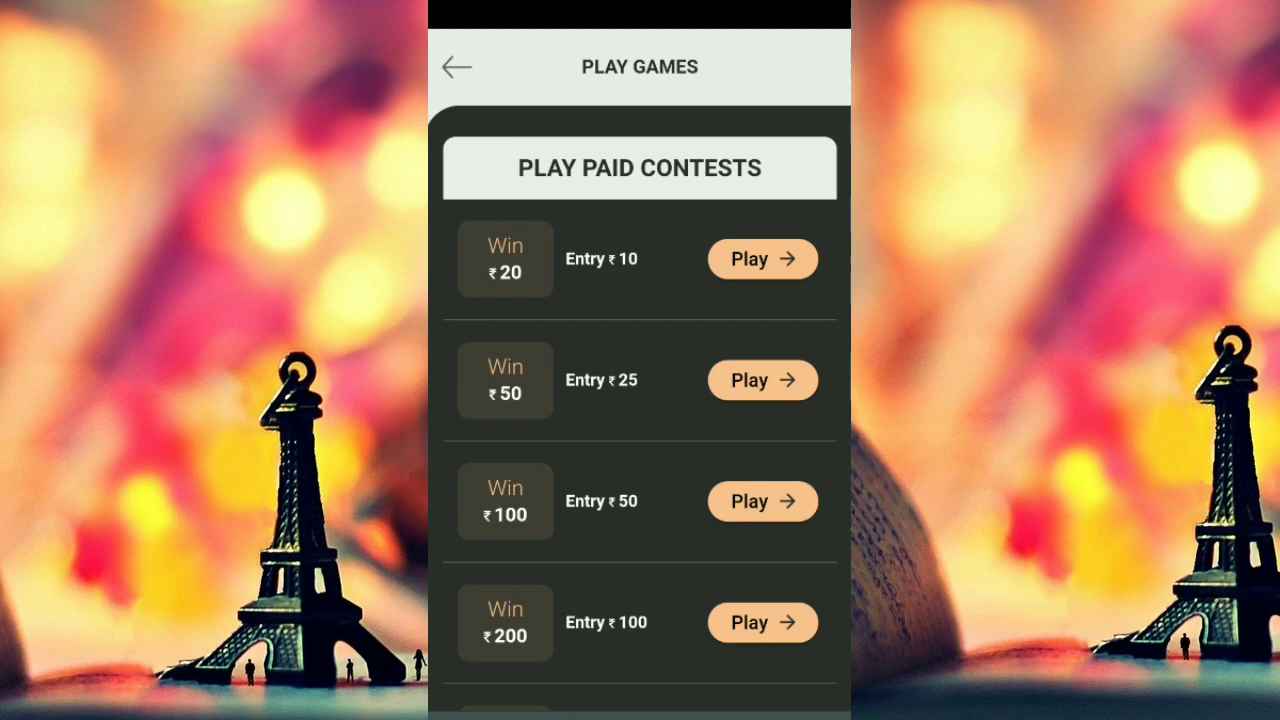 PLAY GAMES
PLAY PAID CONTESTS
Win
₹ 20
Entry ₹ 10
Play
Win
₹ 50
Entry ₹ 25
Play
Win
₹ 100
Entry ₹ 50
Play
Win
₹ 200
Entry ₹ 100
Play